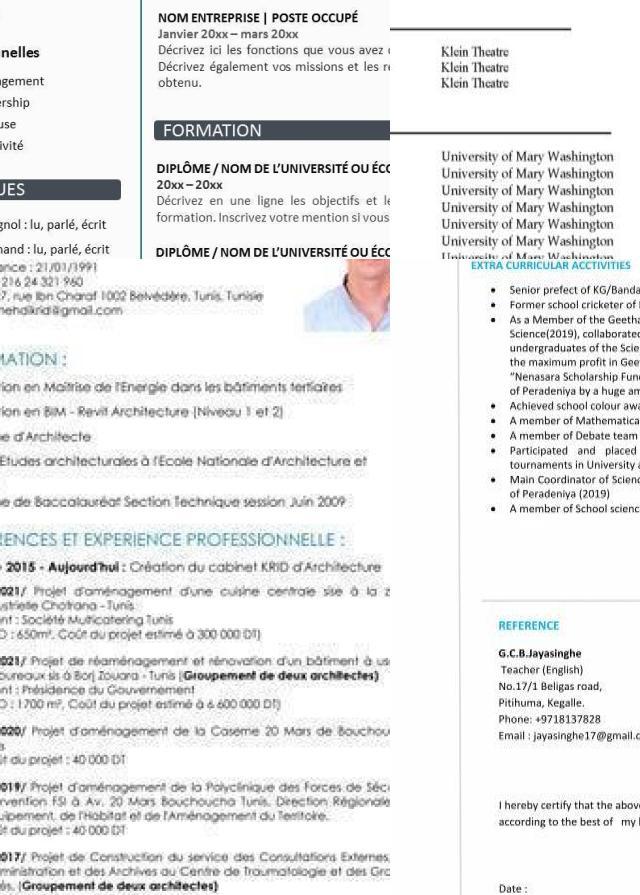 nelles
gement
ership
use
ivité
UES
gnol : lu, parlé, écrit
nand : lu, parlé, écrit
NOM ENTREPRISE | POSTE OCCUPÉ
Janvier 20xx – mars 20xx
Décrivez ici les fonctions que vous avez
Décrivez également vos missions et les re
obtenu.
FORMATION
DIPLÔME / NOM DE L'UNIVERSITÉ OU ÉCO
20xx – 20xx
Décrivez en une ligne les objectifs et le
formation. Inscrivez votre mention si vous
DIPLÔME / NOM DE L'UNIVERSITÉ OU ÉCO
Klein Theatre
Klein Theatre
Klein Theatre
University of Mary Washington
University of Mary Washington
University of Mary Washington
University of Mary Washington
University of Mary Washington
University of Mary Washington
University of Mary Washington
ance : 21/01/1991
216 24 321 960
7, rue Ibn Charaf 1002 Belvédère, Tunis, Tunisie
mehdikrid@gmail.com
MATION :
tion en Maitrise de l'Energie dans les bâtiments tertiaires
tion en BIM - Revit Architecture (Niveau 1 et 2)
e d'Architecte
Etudes architecturales à l'Ecole Nationale d'Architecture et
e de Baccalauréat Section Technique session Juin 2009
RENCES ET EXPERIENCE PROFESSIONNELLE :
2015 - Aujourd'hui : Création du cabinet KRID d'Architecture
2021/ Projet d'aménagement d'une cuisine centrale sise à la z
ustrielle Chotrana - Tunis
nt : Société Multicatering Tunis
O : 650m², Coût du projet estimé à 300 000 DT)
2021/ Projet de réaménagement et rénovation d'un bâtiment à us
bureaux sis à Borj Zouara - Tunis (Groupement de deux architectes)
nt : Présidence du Gouvernement
O : 1700 m², Coût du projet estimé à 6 600 000 DT)
2020/ Projet d'aménagement de la Caserne 20 Mars de Bouchou
s
t du projet : 40 000 DT
2019/ Projet d'aménagement de la Polyclinique des Forces de Séc
rvention FSI à Av. 20 Mars Bouchoucha Tunis, Direction Régionale
uipement, de l'Habitat et de l'Aménagement du Territoire.
t du projet : 40 000 DT
2017/ Projet de Construction du service des Consultations Externes,
ministration et des Archives au Centre de Traumatologie et des Gra
és. (Groupement de deux architectes)
EXTRA CURRICULAR ACCTIVITIES
• Senior prefect of KG/Banda
• Former school cricketer of
• As a Member of the Geetha
Science(2019), collaborated
undergraduates of the Scie
the maximum profit in Gee
"Nenasara Scholarship Fun
of Peradeniya by a huge am
• Achieved school colour awa
• A member of Mathematica
• A member of Debate team
• Participated and placed
tournaments in University a
• Main Coordinator of Scienc
of Peradeniya (2019)
• A member of School scienc
REFERENCE
G.C.B.Jayasinghe
Teacher (English)
No.17/1 Beligas road,
Pitihuma, Kegalle.
Phone: +9718137828
Email : jayasinghe17@gmail.c
I hereby certify that the above
according to the best of my
Date :